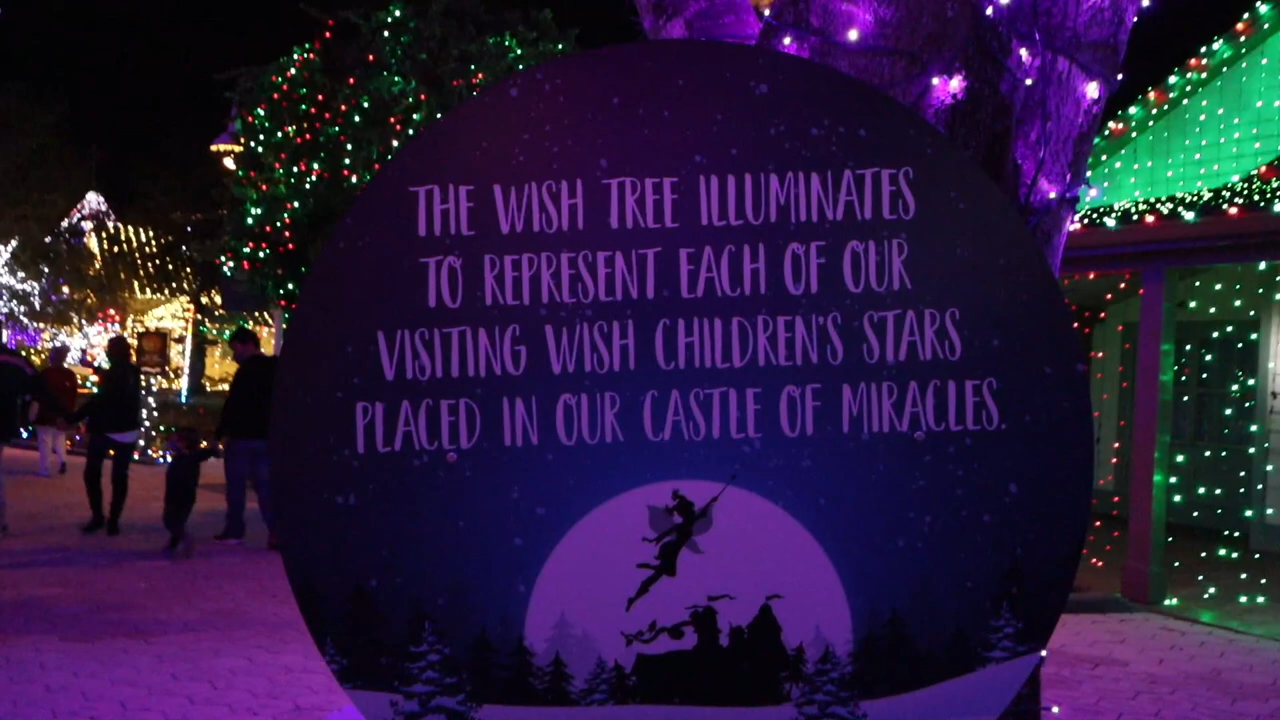 THE WISH TREE ILLUMINATES
TO REPRESENT EACH OF OUR
VISITING WISH CHILDREN'S STARS
PLACED IN OUR CASTLE OF MIRACLES.